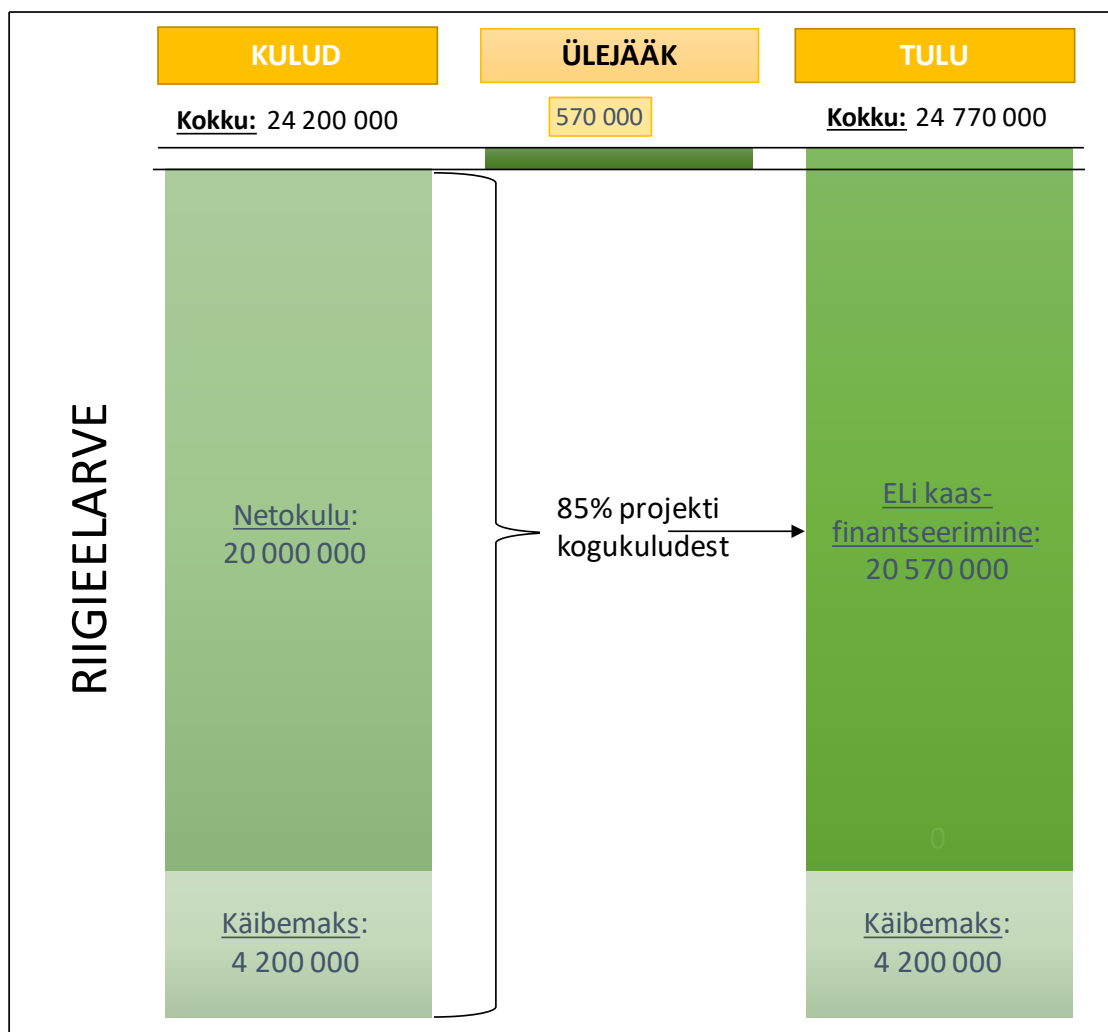 KULUD
ÜLEJÄÄK
TULU
Kokku: 24 200 000
570 000
Kokku: 24 770 000
RIIGIEELARVE
Netokulu:
20 000 000
85% projekti
kogukuludest
ELi kaas-
finantseerimine:
20 570 000
0
Käibemaks:
4 200 000
Käibemaks:
4 200 000